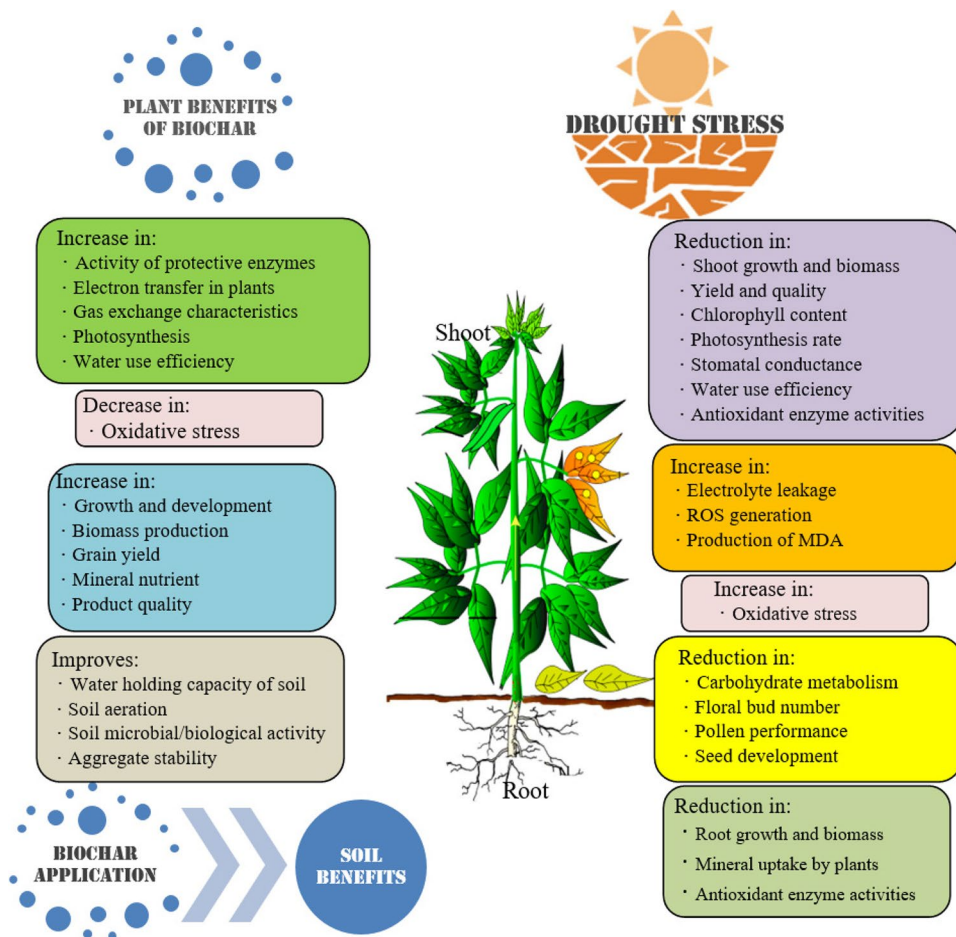 PLANT BENEFITS
OF BIOCHAR
Increase in:
· Activity of protective enzymes
· Electron transfer in plants
· Gas exchange characteristics
· Photosynthesis
· Water use efficiency
Decrease in:
· Oxidative stress
Increase in:
· Growth and development
· Biomass production
· Grain yield
· Mineral nutrient
· Product quality
Improves:
· Water holding capacity of soil
· Soil aeration
· Soil microbial/biological activity
· Aggregate stability
BIOCHAR
APPLICATION
SOIL
BENEFITS
Shoot
Root
DROUGHT STRESS
Reduction in:
· Shoot growth and biomass
· Yield and quality
· Chlorophyll content
· Photosynthesis rate
· Stomatal conductance
· Water use efficiency
· Antioxidant enzyme activities
Increase in:
· Electrolyte leakage
· ROS generation
· Production of MDA
Increase in:
· Oxidative stress
Reduction in:
· Carbohydrate metabolism
· Floral bud number
· Pollen performance
· Seed development
Reduction in:
· Root growth and biomass
· Mineral uptake by plants
· Antioxidant enzyme activities